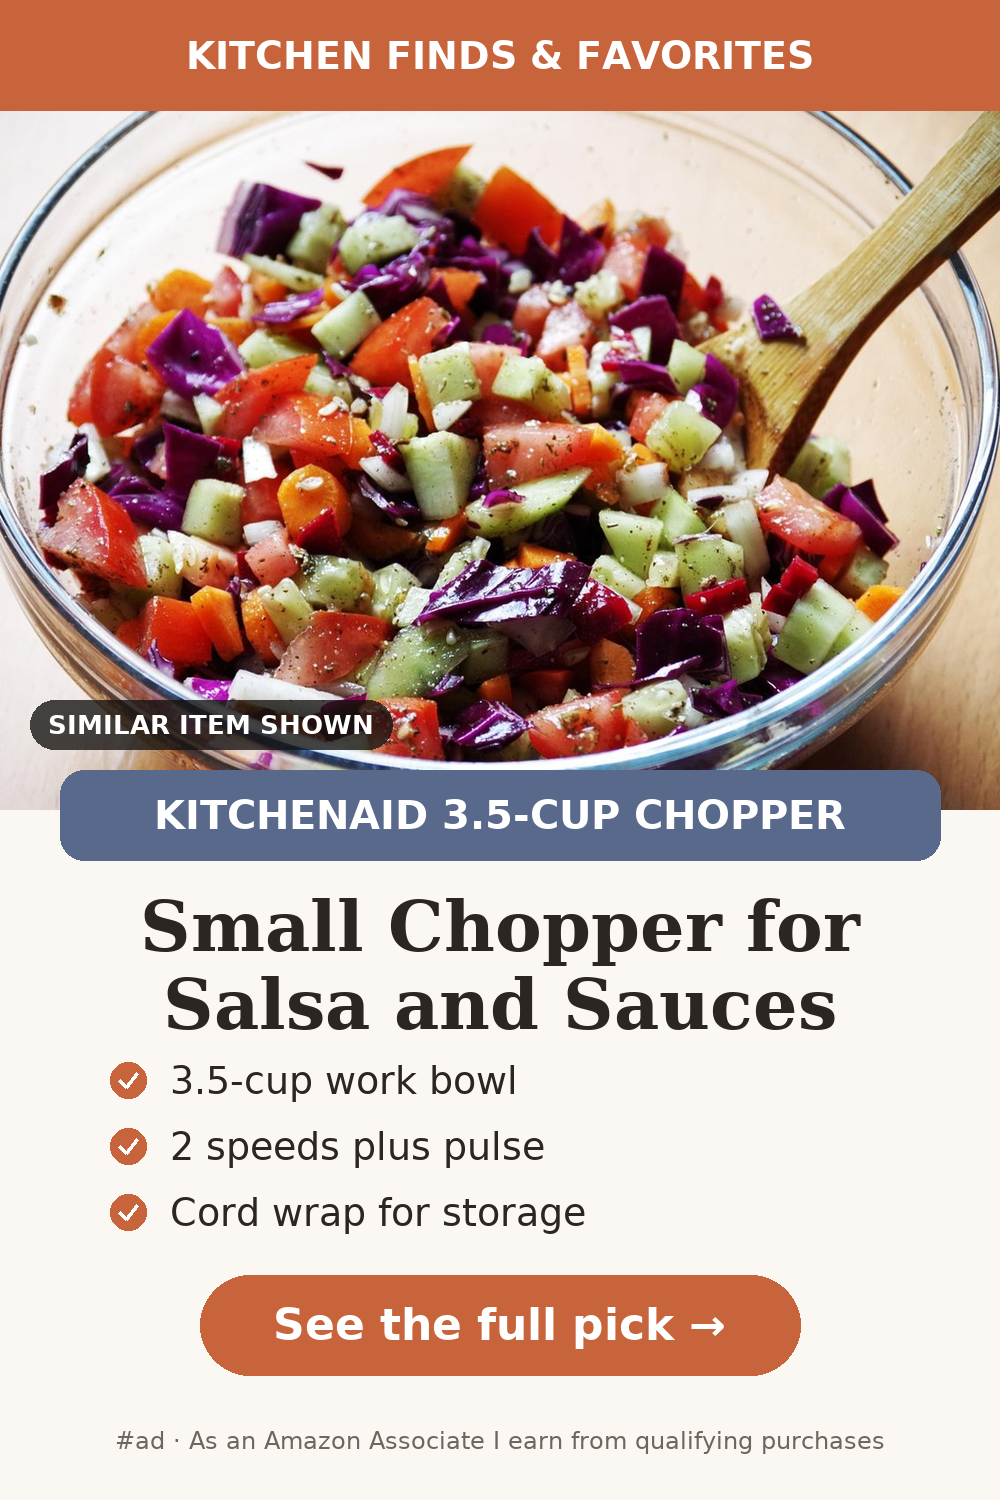 KITCHEN FINDS & FAVORITES
SIMILAR ITEM SHOWN
KITCHENAID 3.5-CUP CHOPPER
Small Chopper for
Salsa and Sauces
3.5-cup work bowl
2 speeds plus pulse
Cord wrap for storage
See the full pick →
#ad · As an Amazon Associate I earn from qualifying purchases